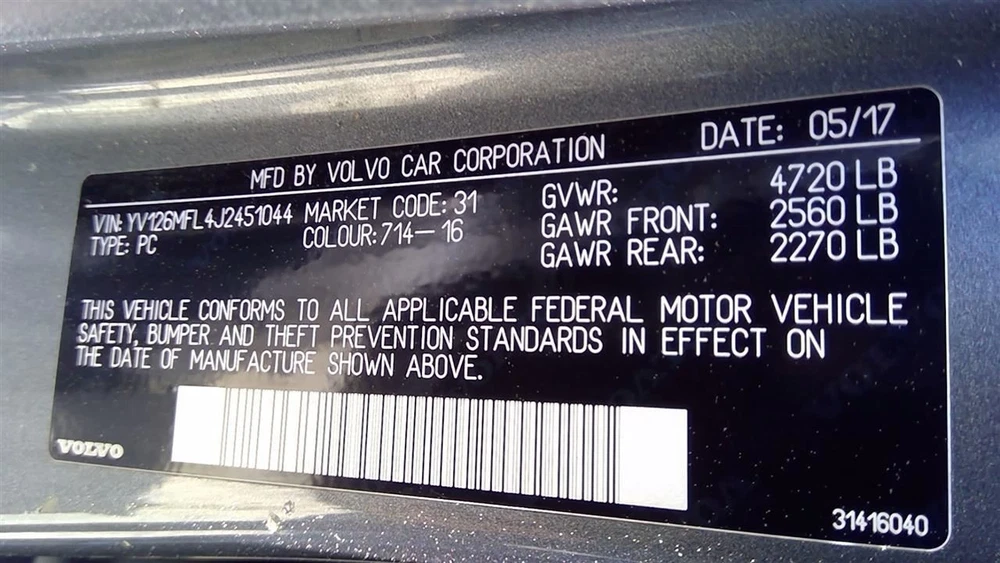 MFD BY VOLVO CAR CORPORATION DATE: 05/17
VIN: YV126MFL4J2451044 MARKET CODE: 31 GVWR: 4720 LB
TYPE: PC COLOUR: 714-16 GAWR FRONT: 2560 LB
GAWR REAR: 2270 LB
THIS VEHICLE CONFORMS TO ALL APPLICABLE FEDERAL MOTOR VEHICLE
SAFETY, BUMPER AND THEFT PREVENTION STANDARDS IN EFFECT ON
THE DATE OF MANUFACTURE SHOWN ABOVE.
VOLVO
31416040